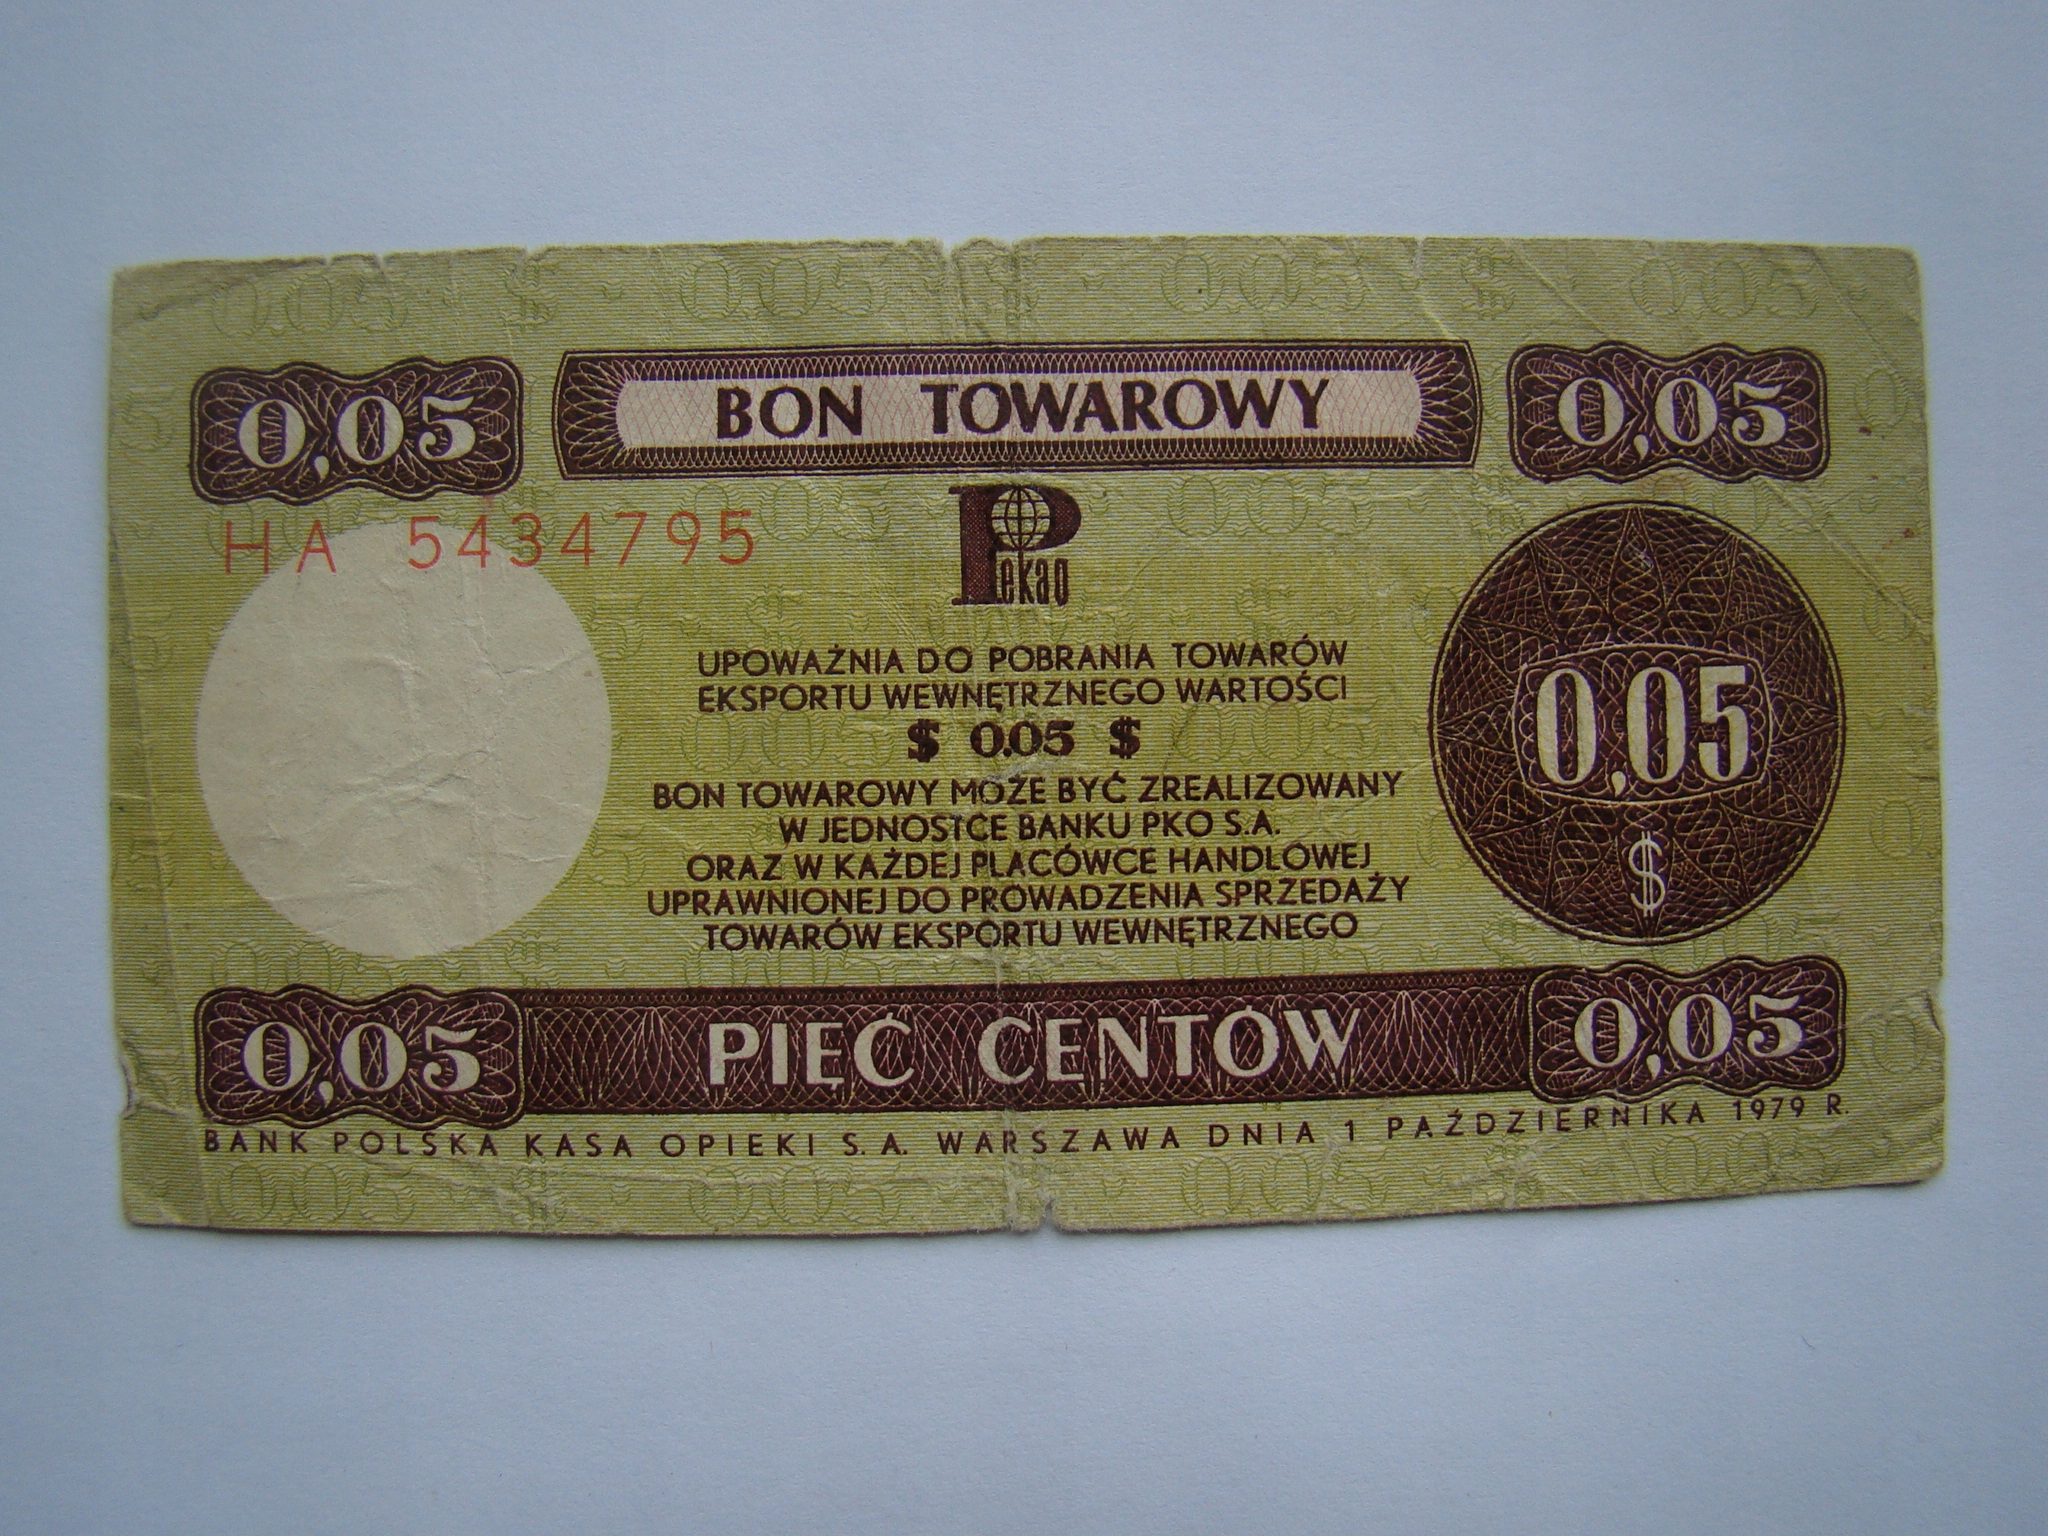 0,05 BON TOWAROWY 0,05
HA 5434795
Pekao
UPOWAŻNIA DO POBRANIA TOWARÓW
EKSPORTU WEWNĘTRZNEGO WARTOŚCI
$ 0.05 $
BON TOWAROWY MOŻE BYĆ ZREALIZOWANY
W JEDNOSTCE BANKU PKO S.A.
ORAZ W KAŻDEJ PLACÓWCE HANDLOWEJ
UPRAWNIONEJ DO PROWADZENIA SPRZEDAŻY
TOWARÓW EKSPORTU WEWNĘTRZNEGO
0,05
$
0,05 PIĘĆ CENTÓW 0,05
BANK POLSKA KASA OPIEKI S.A. WARSZAWA DNIA 1 PAŹDZIERNIKA 1979 R.